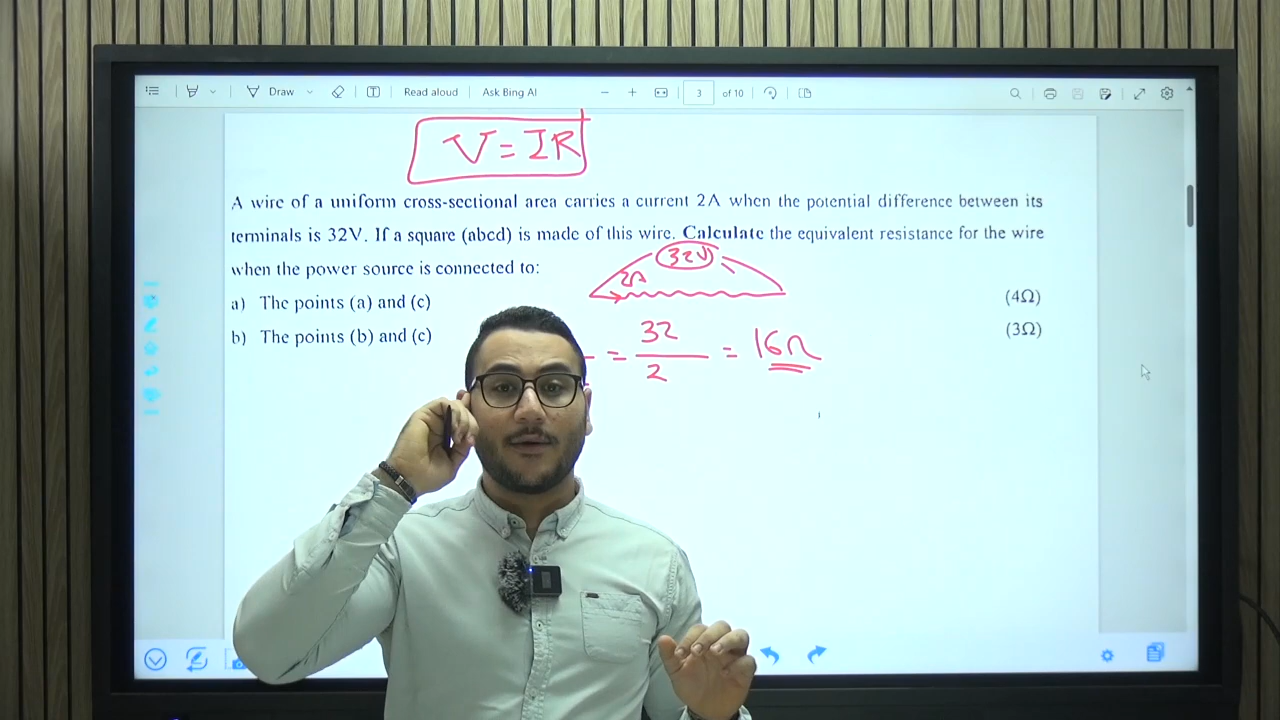 Draw
Read aloud
Ask Bing AI
3
of 10
V = IR
A wire of a uniform cross-sectional area carries a current 2A when the potential difference between its
terminals is 32V. If a square (abcd) is made of this wire. Calculate the equivalent resistance for the wire
when the power source is connected to:
32V
2A
a) The points (a) and (c) (4Ω)
b) The points (b) and (c) (3Ω)
= 32 / 2 = 16Ω